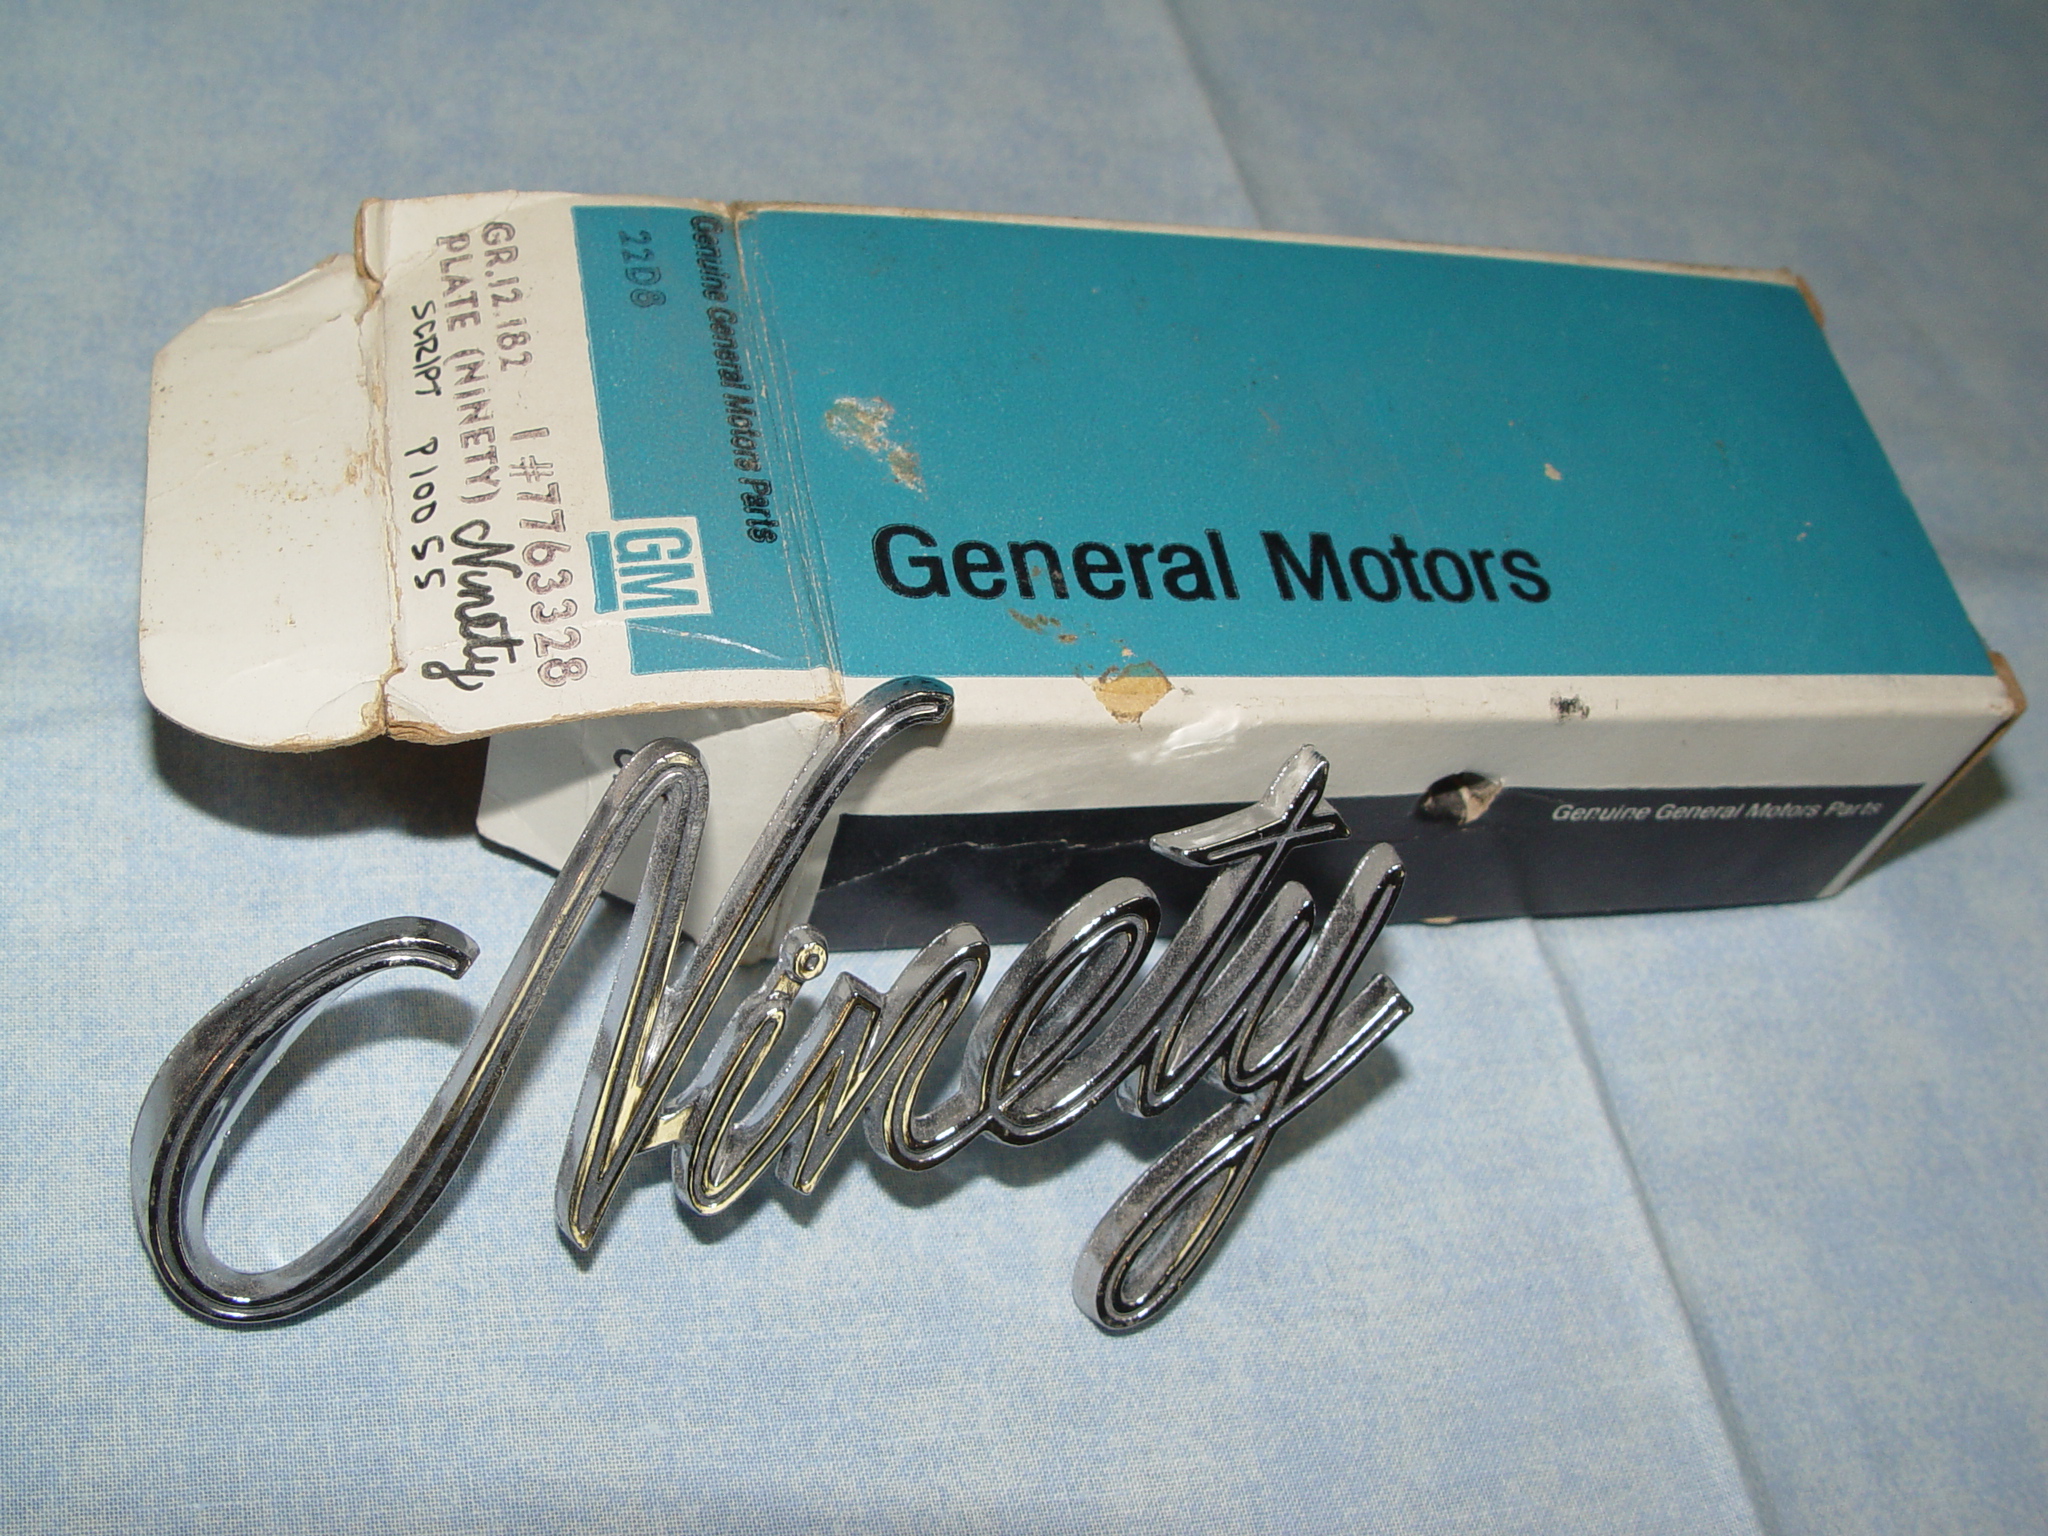 General Motors
Genuine General Motors Parts
Genuine General Motors Parts
22D8
GM
GR.12.182 1 #7763328
PLATE (NINETY) Ninety
SCRIPT P100SS
Ninety